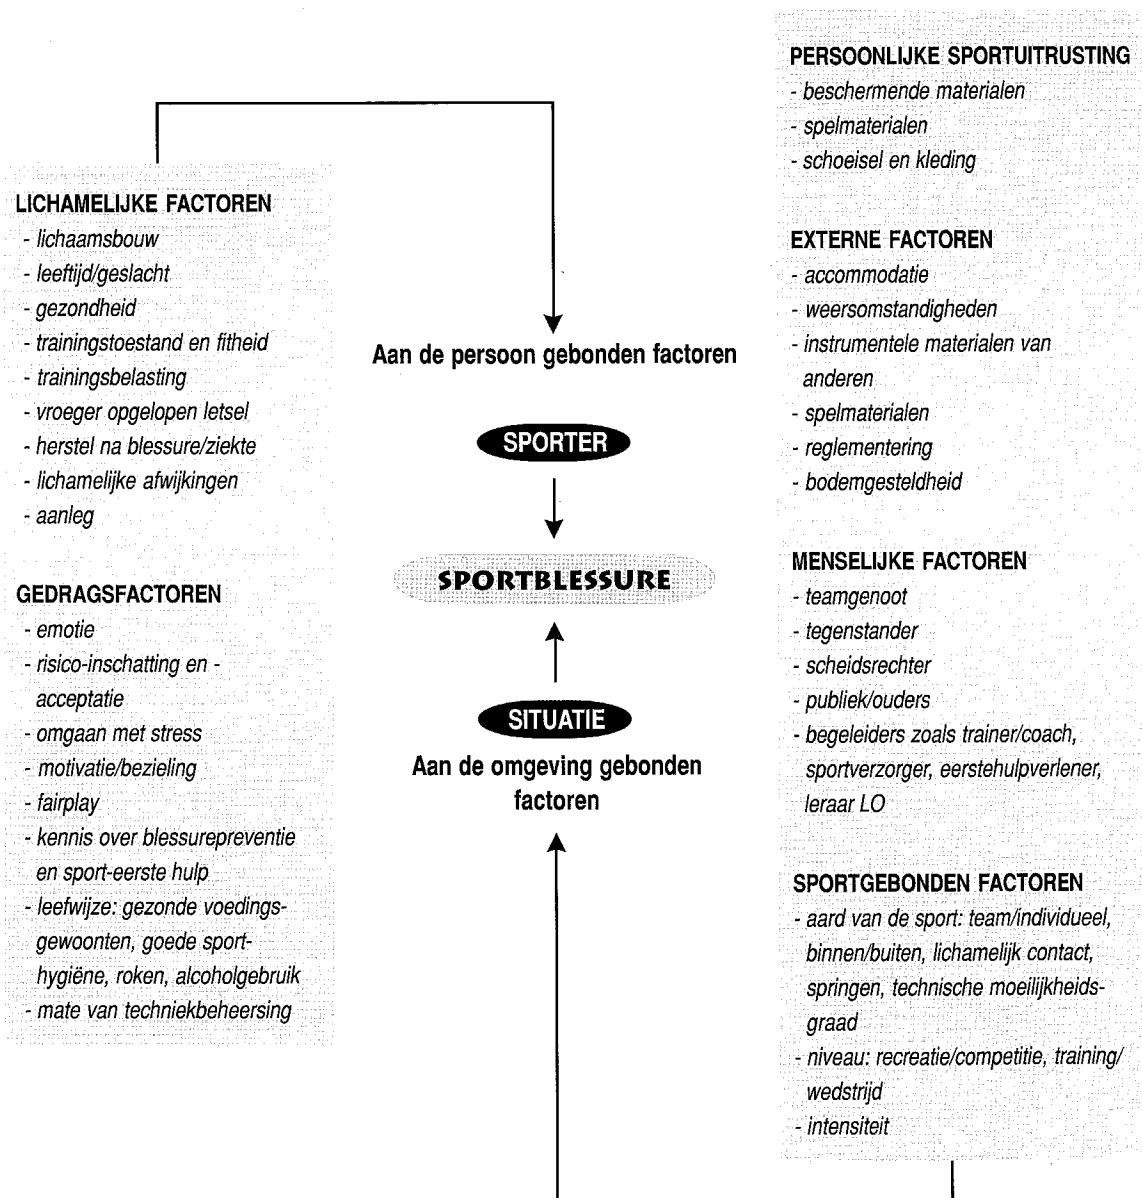 LICHAMELIJKE FACTOREN
- lichaamsbouw
- leeftijd/geslacht
- gezondheid
- trainingstoestand en fitheid
- trainingsbelasting
- vroeger opgelopen letsel
- herstel na blessure/ziekte
- lichamelijke afwijkingen
- aanleg
GEDRAGSFACTOREN
- emotie
- risico-inschatting en -
acceptatie
- omgaan met stress
- motivatie/bezieling
- fairplay
- kennis over blessurepreventie
en sport-eerste hulp
- leefwijze: gezonde voedings-
gewoonten, goede sport-
hygiëne, roken, alcoholgebruik
- mate van techniekbeheersing
Aan de persoon gebonden factoren
SPORTER
SPORTBLESSURE
SITUATIE
Aan de omgeving gebonden
factoren
PERSOONLIJKE SPORTUITRUSTING
- beschermende materialen
- spelmaterialen
- schoeisel en kleding
EXTERNE FACTOREN
- accommodatie
- weersomstandigheden
- instrumentele materialen van
anderen
- spelmaterialen
- reglementering
- bodemgesteldheid
MENSELIJKE FACTOREN
- teamgenoot
- tegenstander
- scheidsrechter
- publiek/ouders
- begeleiders zoals trainer/coach,
sportverzorger, eerstehulpverlener,
leraar LO
SPORTGEBONDEN FACTOREN
- aard van de sport: team/individueel,
binnen/buiten, lichamelijk contact,
springen, technische moeilijkheids-
graad
- niveau: recreatie/competitie, training/
wedstrijd
- intensiteit